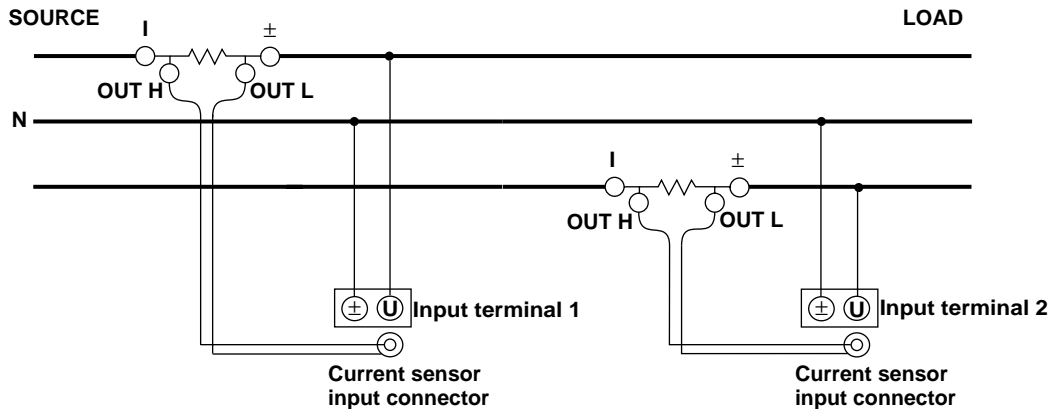 SOURCE
LOAD
I
±
OUT H
OUT L
N
I
±
OUT H
OUT L
±
U
Input terminal 1
±
U
Input terminal 2
Current sensor
input connector
Current sensor
input connector